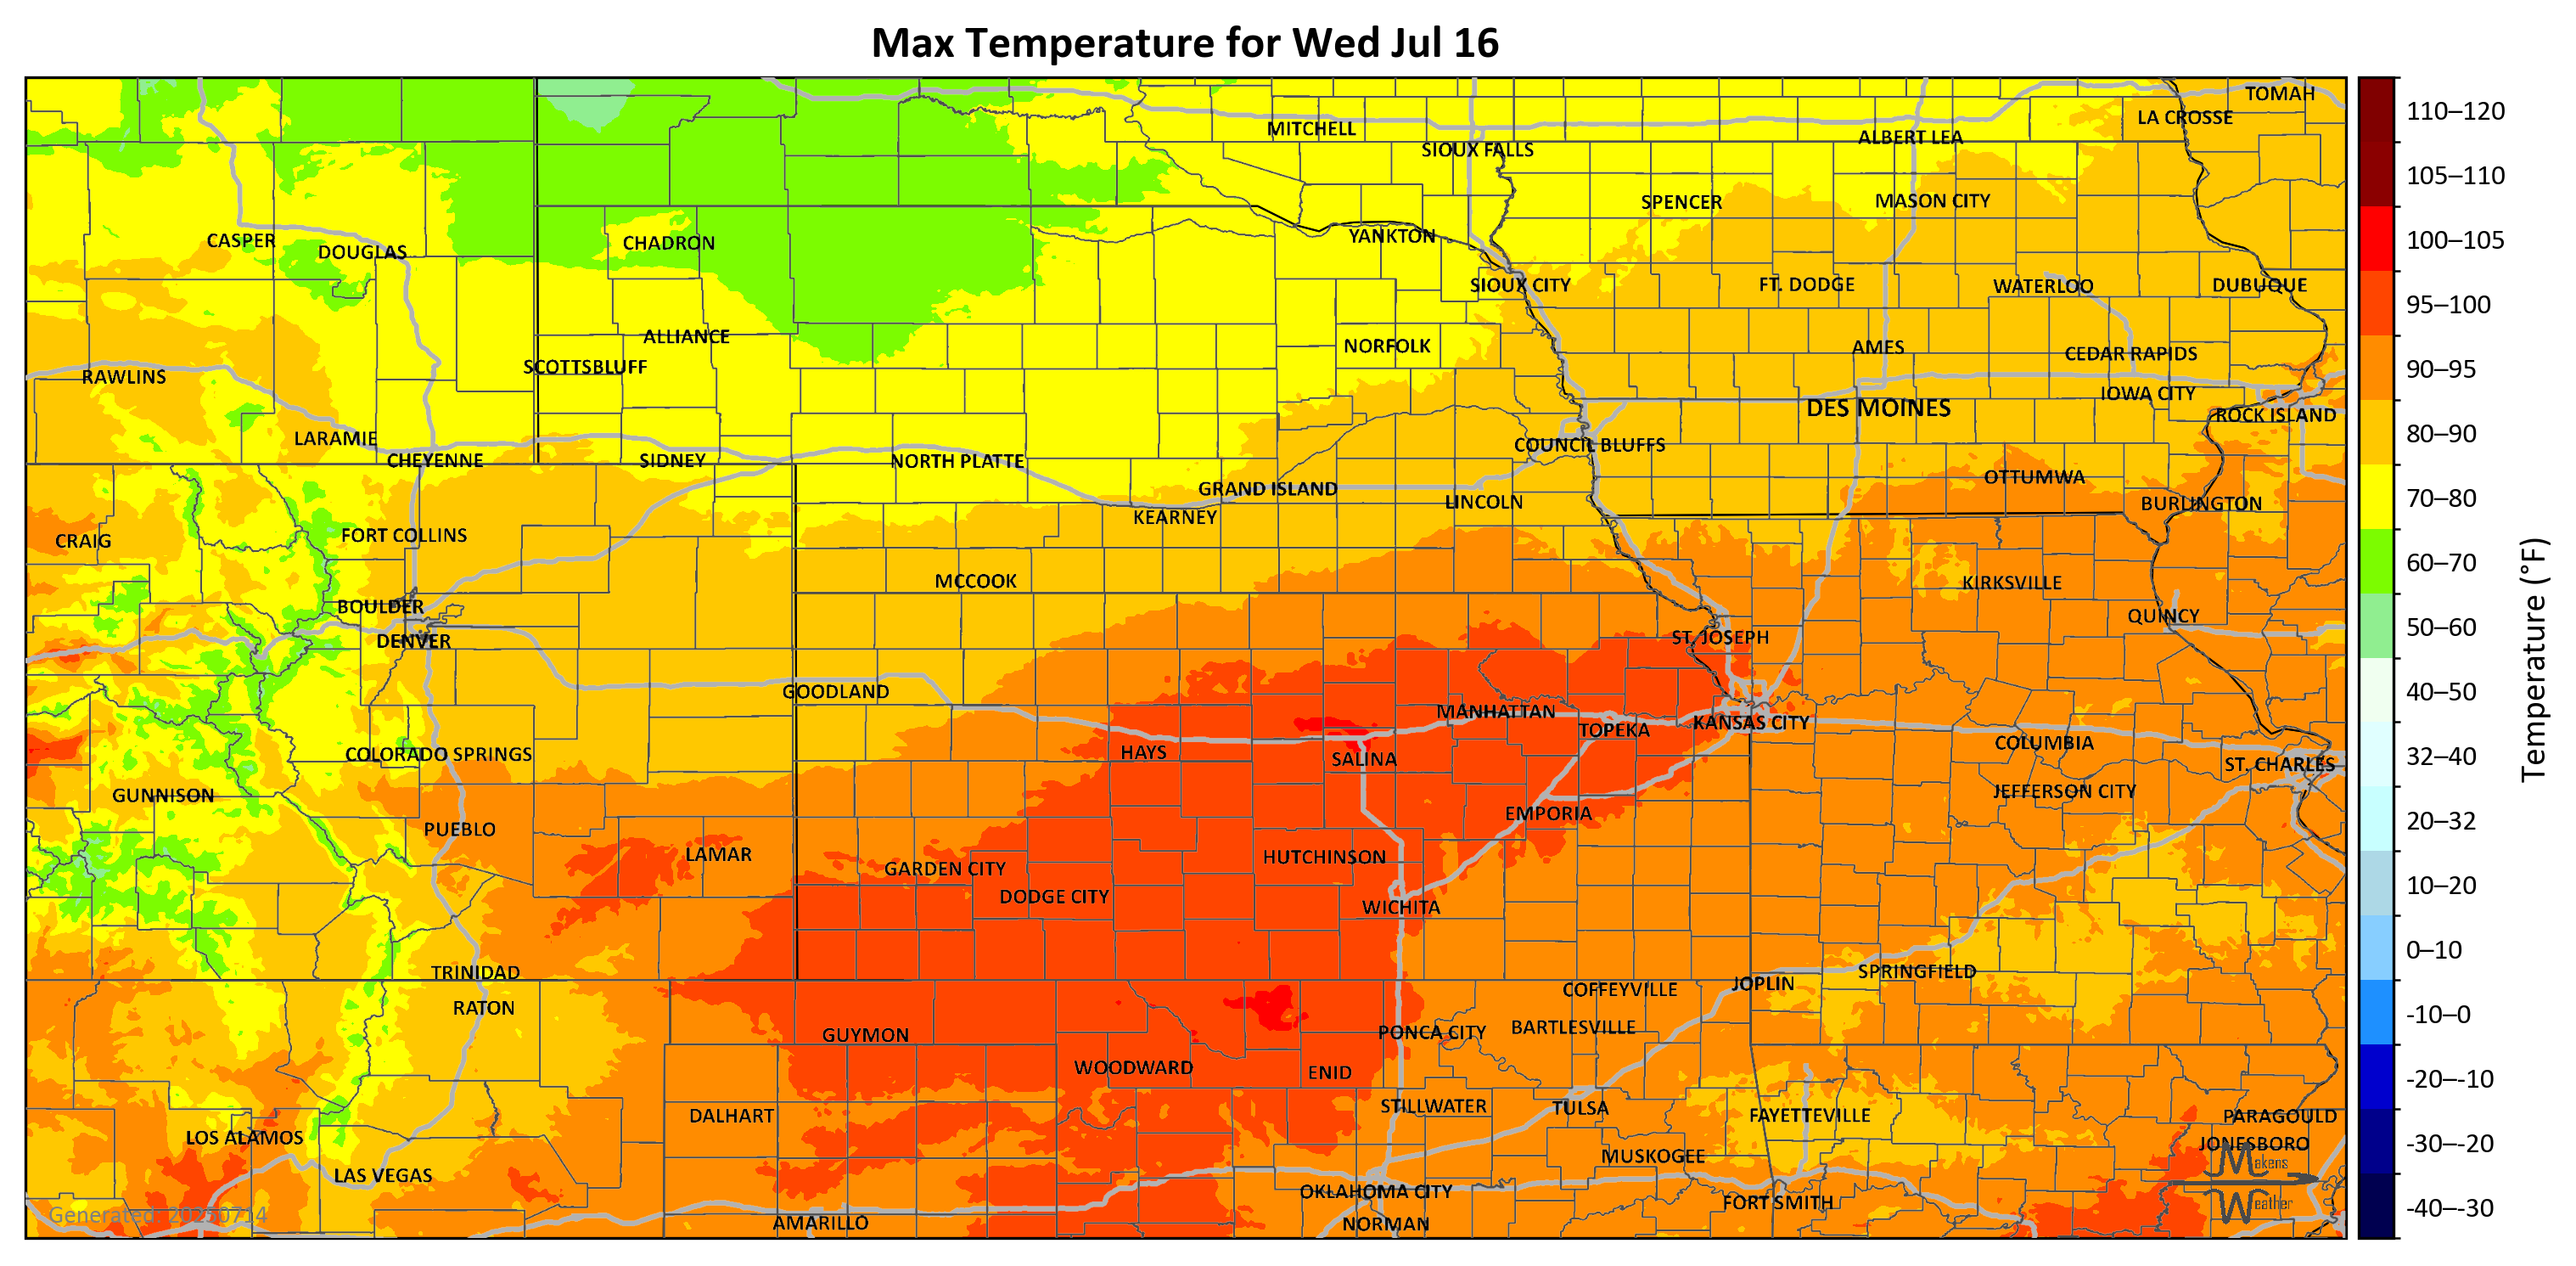 Max Temperature for Wed Jul 16
TOMAH
LA CROSSE
MITCHELL
ALBERT LEA
SIOUX FALLS
SPENCER
MASON CITY
CASPER
DOUGLAS
CHADRON
YANKTON
SIOUX CITY
FT. DODGE
WATERLOO
DUBUQUE
ALLIANCE
NORFOLK
AMES
CEDAR RAPIDS
SCOTTSBLUFF
RAWLINS
IOWA CITY
DES MOINES
ROCK ISLAND
LARAMIE
COUNCIL BLUFFS
CHEYENNE
SIDNEY
NORTH PLATTE
OTTUMWA
GRAND ISLAND
LINCOLN
BURLINGTON
KEARNEY
CRAIG
FORT COLLINS
MCCOOK
KIRKSVILLE
BOULDER
QUINCY
DENVER
ST. JOSEPH
GOODLAND
MANHATTAN
TOPEKA
KANSAS CITY
COLORADO SPRINGS
HAYS
SALINA
COLUMBIA
ST. CHARLES
GUNNISON
JEFFERSON CITY
EMPORIA
PUEBLO
LAMAR
GARDEN CITY
HUTCHINSON
DODGE CITY
WICHITA
TRINIDAD
SPRINGFIELD
JOPLIN
RATON
COFFEYVILLE
GUYMON
PONCA CITY
BARTLESVILLE
WOODWARD
ENID
DALHART
STILLWATER
TULSA
FAYETTEVILLE
PARAGOULD
LOS ALAMOS
JONESBORO
MUSKOGEE
LAS VEGAS
OKLAHOMA CITY
FORT SMITH
AMARILLO
NORMAN
Generated: 20250714
Makens
Weather
110–120
105–110
100–105
95–100
90–95
80–90
70–80
60–70
50–60
40–50
32–40
20–32
10–20
0–10
-10–0
-20–-10
-30–-20
-40–-30
Temperature (°F)